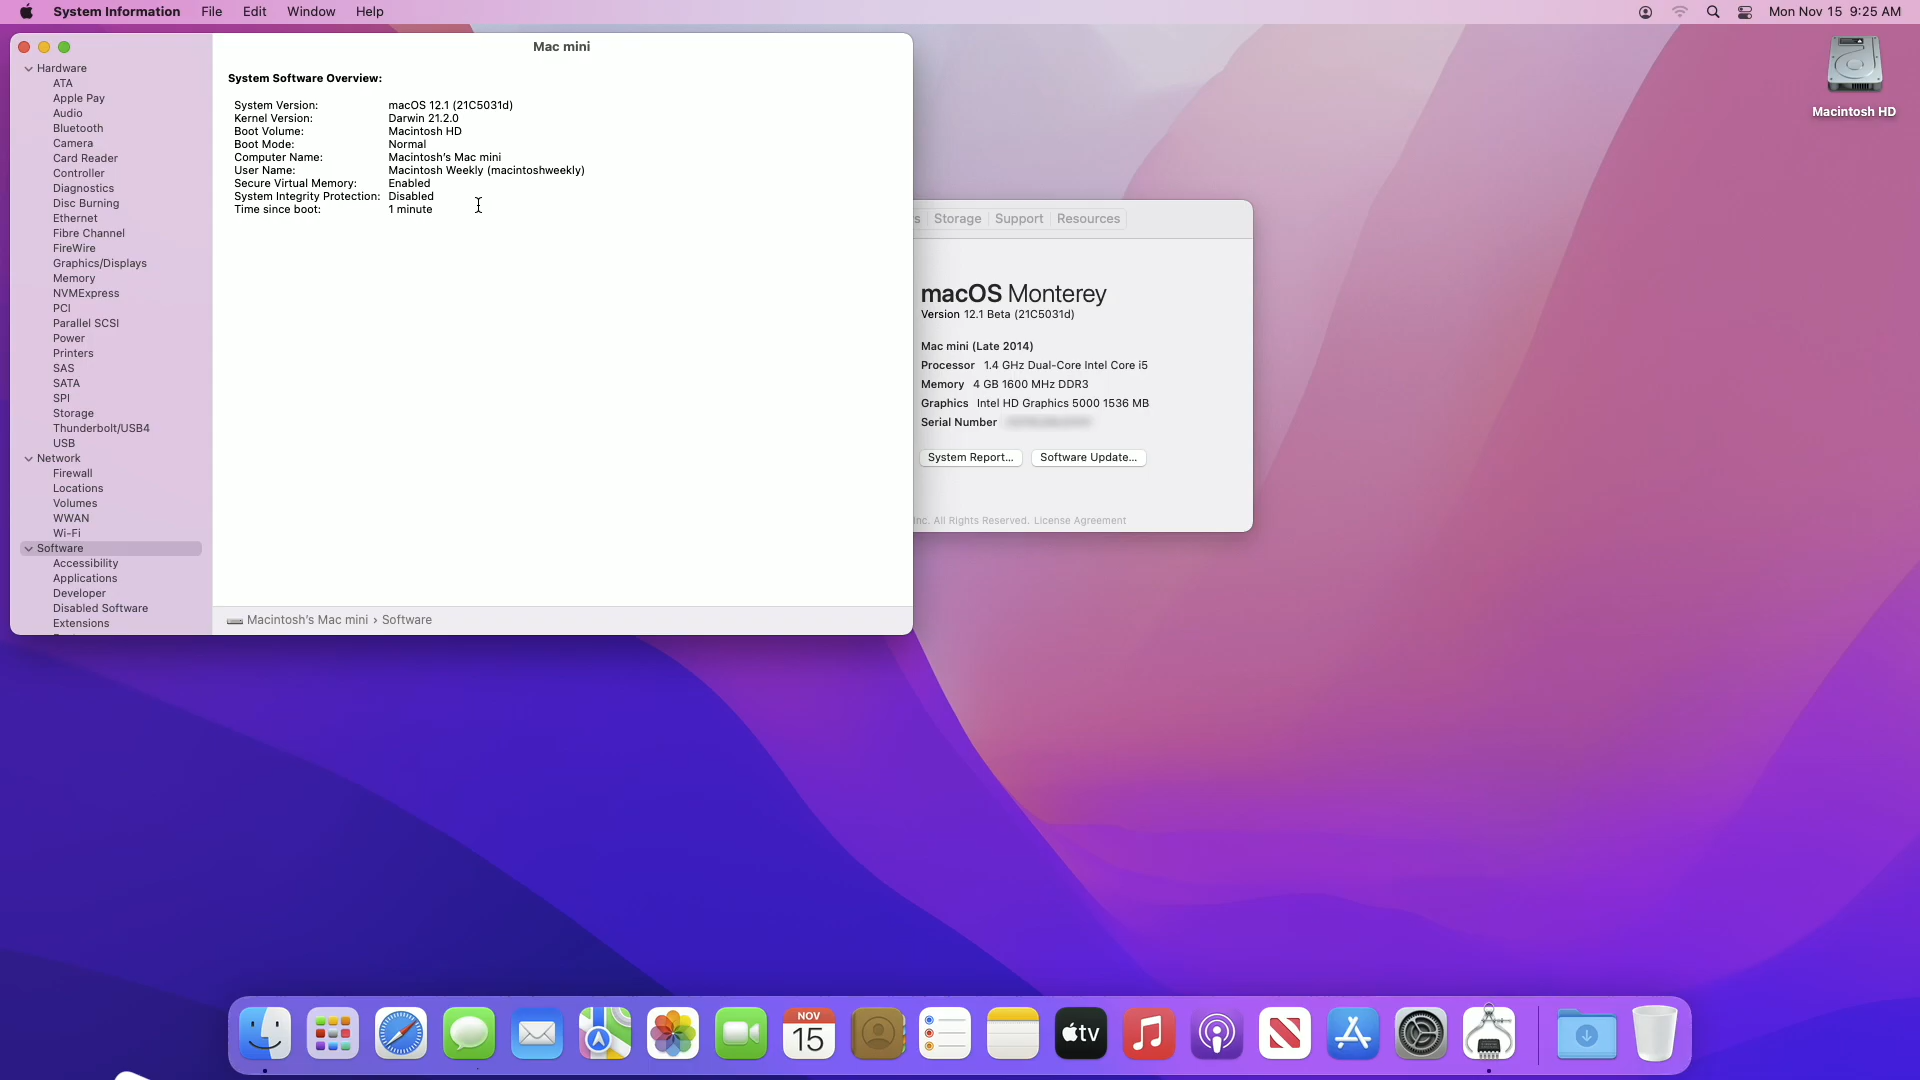 System Information File Edit Window Help
Mon Nov 15 9:25 AM
Macintosh HD
Mac mini
Hardware
ATA
Apple Pay
Audio
Bluetooth
Camera
Card Reader
Controller
Diagnostics
Disc Burning
Ethernet
Fibre Channel
FireWire
Graphics/Displays
Memory
NVMExpress
PCI
Parallel SCSI
Power
Printers
SAS
SATA
SPI
Storage
Thunderbolt/USB4
USB
Network
Firewall
Locations
Volumes
WWAN
Wi-Fi
Software
Accessibility
Applications
Developer
Disabled Software
Extensions
System Software Overview:
System Version: macOS 12.1 (21C5031d)
Kernel Version: Darwin 21.2.0
Boot Volume: Macintosh HD
Boot Mode: Normal
Computer Name: Macintosh's Mac mini
User Name: Macintosh Weekly (macintoshweekly)
Secure Virtual Memory: Enabled
System Integrity Protection: Disabled
Time since boot: 1 minute
Macintosh's Mac mini › Software
s Storage Support Resources
macOS Monterey
Version 12.1 Beta (21C5031d)
Mac mini (Late 2014)
Processor 1.4 GHz Dual-Core Intel Core i5
Memory 4 GB 1600 MHz DDR3
Graphics Intel HD Graphics 5000 1536 MB
Serial Number
System Report... Software Update...
Inc. All Rights Reserved. License Agreement
NOV
15
tv